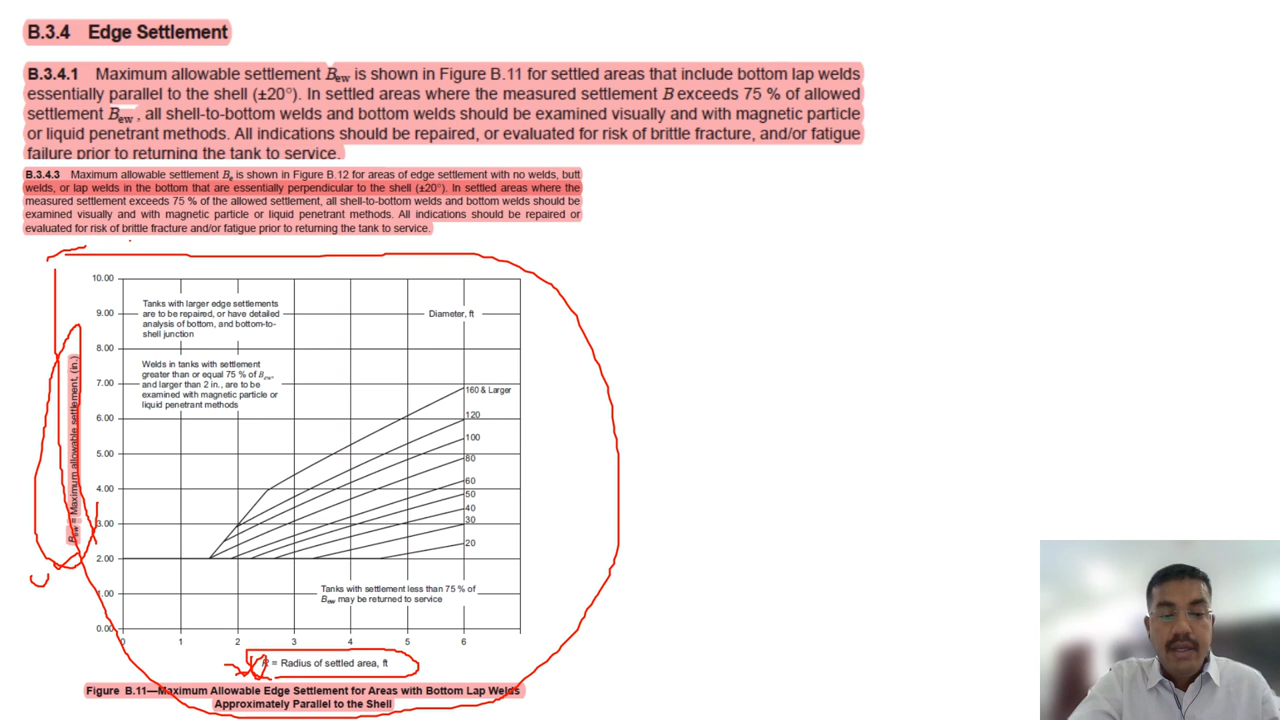 B.3.4 Edge Settlement
B.3.4.1 Maximum allowable settlement Bew is shown in Figure B.11 for settled areas that include bottom lap welds
essentially parallel to the shell (±20°). In settled areas where the measured settlement B exceeds 75 % of allowed
settlement Bew, all shell-to-bottom welds and bottom welds should be examined visually and with magnetic particle
or liquid penetrant methods. All indications should be repaired, or evaluated for risk of brittle fracture, and/or fatigue
failure prior to returning the tank to service.
B.3.4.3 Maximum allowable settlement Be is shown in Figure B.12 for areas of edge settlement with no welds, butt
welds, or lap welds in the bottom that are essentially perpendicular to the shell (±20°). In settled areas where the
measured settlement exceeds 75 % of the allowed settlement, all shell-to-bottom welds and bottom welds should be
examined visually and with magnetic particle or liquid penetrant methods. All indications should be repaired or
evaluated for risk of brittle fracture and/or fatigue prior to returning the tank to service.
10.00
Tanks with larger edge settlements
are to be repaired, or have detailed
analysis of bottom, and bottom-to-
shell junction
9.00
Diameter, ft
8.00
Welds in tanks with settlement
greater than or equal 75 % of Bew,
and larger than 2 in., are to be
examined with magnetic particle or
liquid penetrant methods
7.00
160 & Larger
6.00
120
100
5.00
80
60
4.00
50
40
3.00
30
20
2.00
Bew = Maximum allowable settlement, (in.)
Tanks with settlement less than 75 % of
Bew may be returned to service
1.00
0.00
0 1 2 3 4 5 6
R = Radius of settled area, ft
Figure B.11—Maximum Allowable Edge Settlement for Areas with Bottom Lap Welds
Approximately Parallel to the Shell